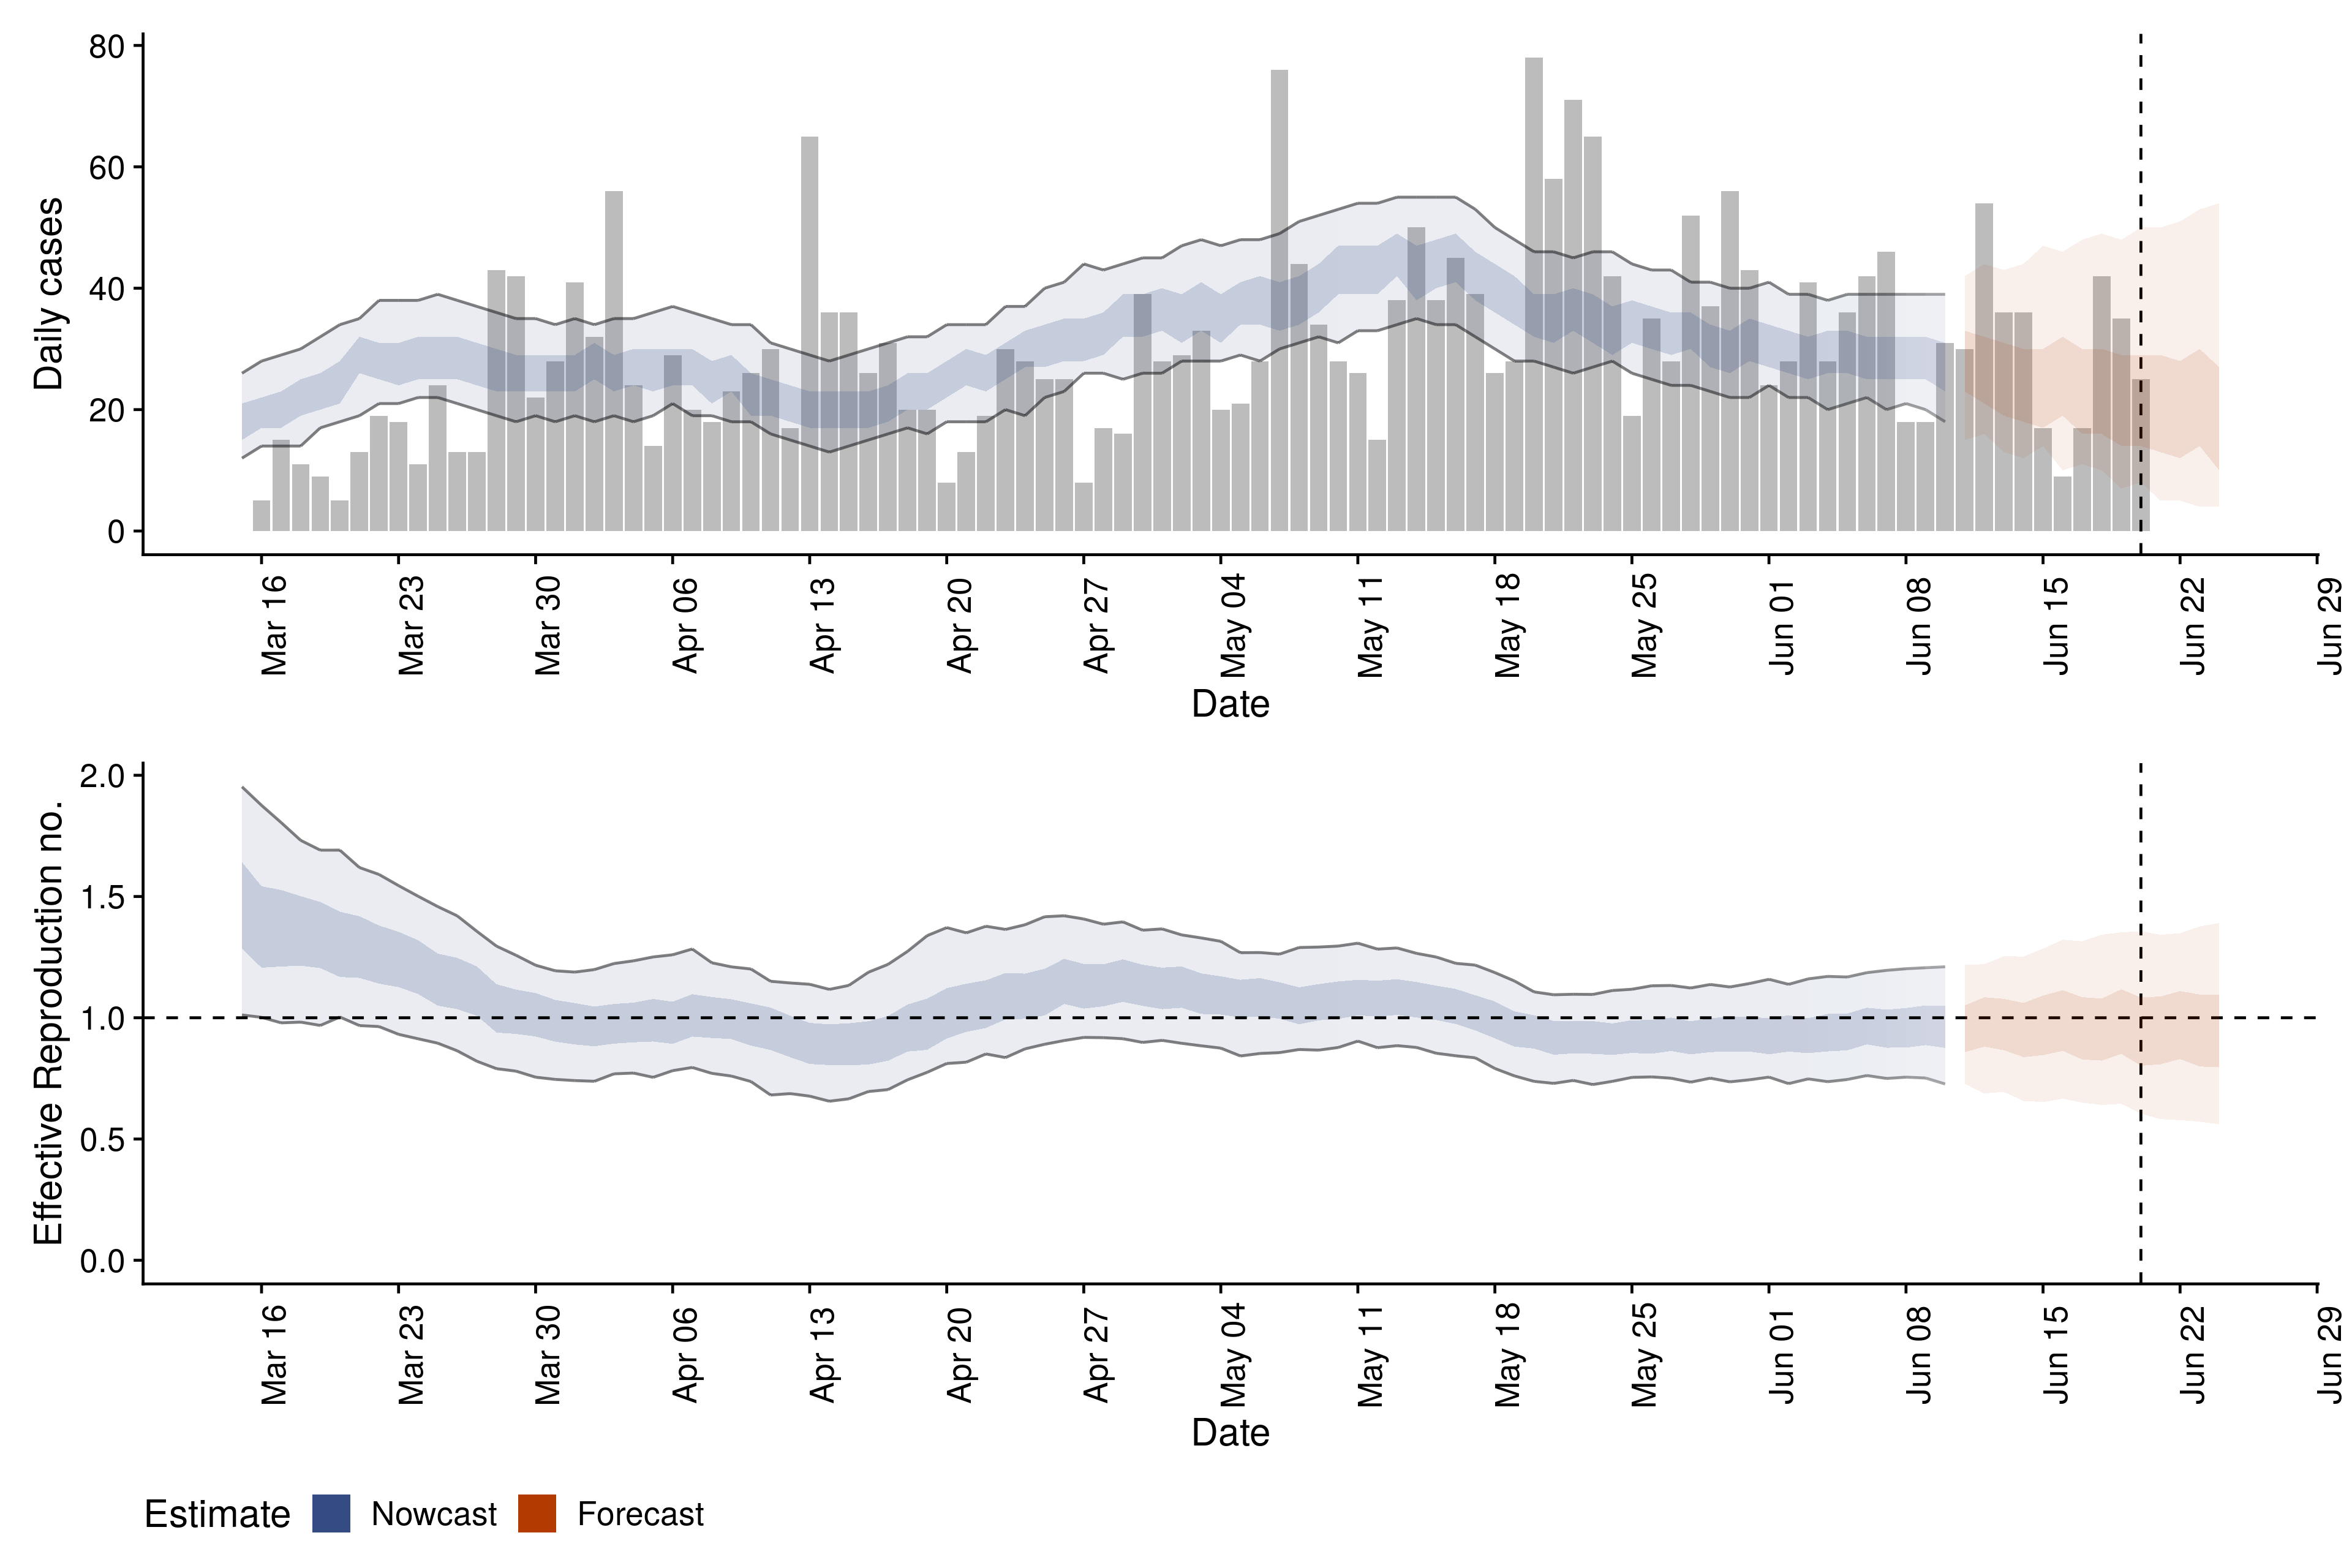 80
60
40
20
0
Daily cases
Mar 16
Mar 23
Mar 30
Apr 06
Apr 13
Apr 20
Apr 27
May 04
May 11
May 18
May 25
Jun 01
Jun 08
Jun 15
Jun 22
Jun 29
Date
2.0
1.5
1.0
0.5
0.0
Effective Reproduction no.
Mar 16
Mar 23
Mar 30
Apr 06
Apr 13
Apr 20
Apr 27
May 04
May 11
May 18
May 25
Jun 01
Jun 08
Jun 15
Jun 22
Jun 29
Date
Estimate Nowcast Forecast